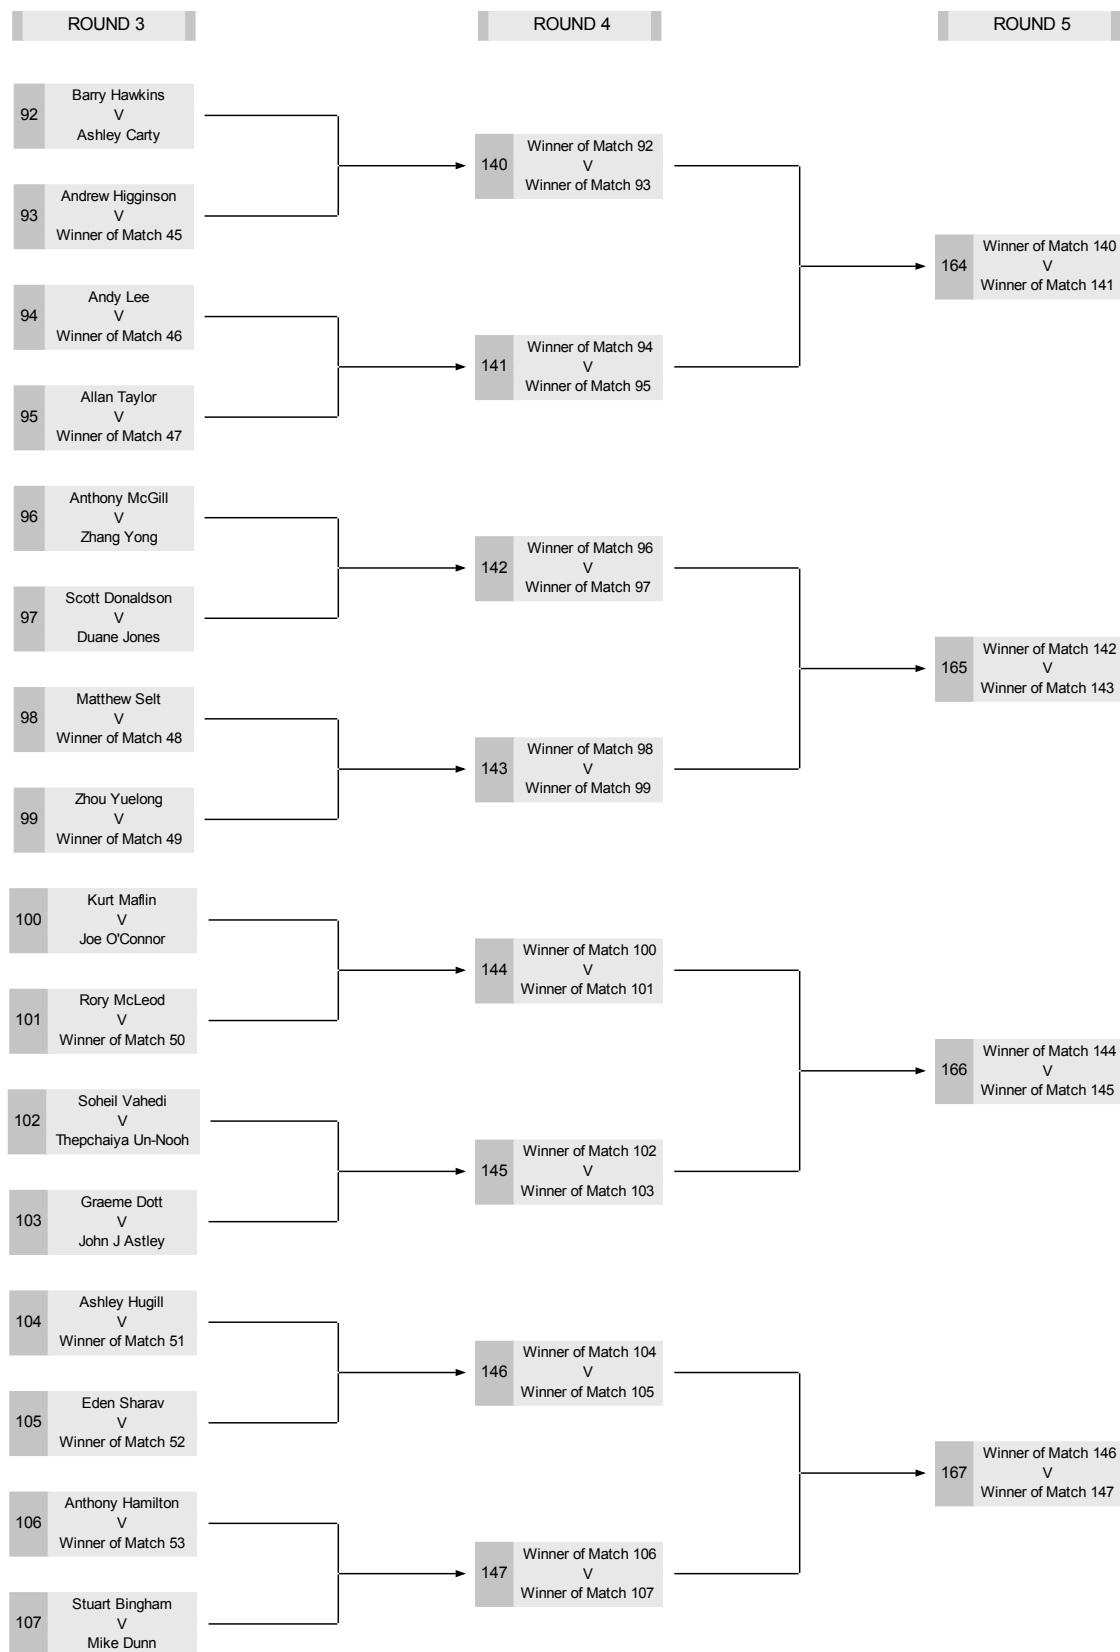 ROUND 3
ROUND 4
ROUND 5
92
Barry Hawkins
V
Ashley Carty
93
Andrew Higginson
V
Winner of Match 45
94
Andy Lee
V
Winner of Match 46
95
Allan Taylor
V
Winner of Match 47
96
Anthony McGill
V
Zhang Yong
97
Scott Donaldson
V
Duane Jones
98
Matthew Selt
V
Winner of Match 48
99
Zhou Yuelong
V
Winner of Match 49
100
Kurt Maflin
V
Joe O'Connor
101
Rory McLeod
V
Winner of Match 50
102
Soheil Vahedi
V
Thepchaiya Un-Nooh
103
Graeme Dott
V
John J Astley
104
Ashley Hugill
V
Winner of Match 51
105
Eden Sharav
V
Winner of Match 52
106
Anthony Hamilton
V
Winner of Match 53
107
Stuart Bingham
V
Mike Dunn
140
Winner of Match 92
V
Winner of Match 93
141
Winner of Match 94
V
Winner of Match 95
142
Winner of Match 96
V
Winner of Match 97
143
Winner of Match 98
V
Winner of Match 99
144
Winner of Match 100
V
Winner of Match 101
145
Winner of Match 102
V
Winner of Match 103
146
Winner of Match 104
V
Winner of Match 105
147
Winner of Match 106
V
Winner of Match 107
164
Winner of Match 140
V
Winner of Match 141
165
Winner of Match 142
V
Winner of Match 143
166
Winner of Match 144
V
Winner of Match 145
167
Winner of Match 146
V
Winner of Match 147